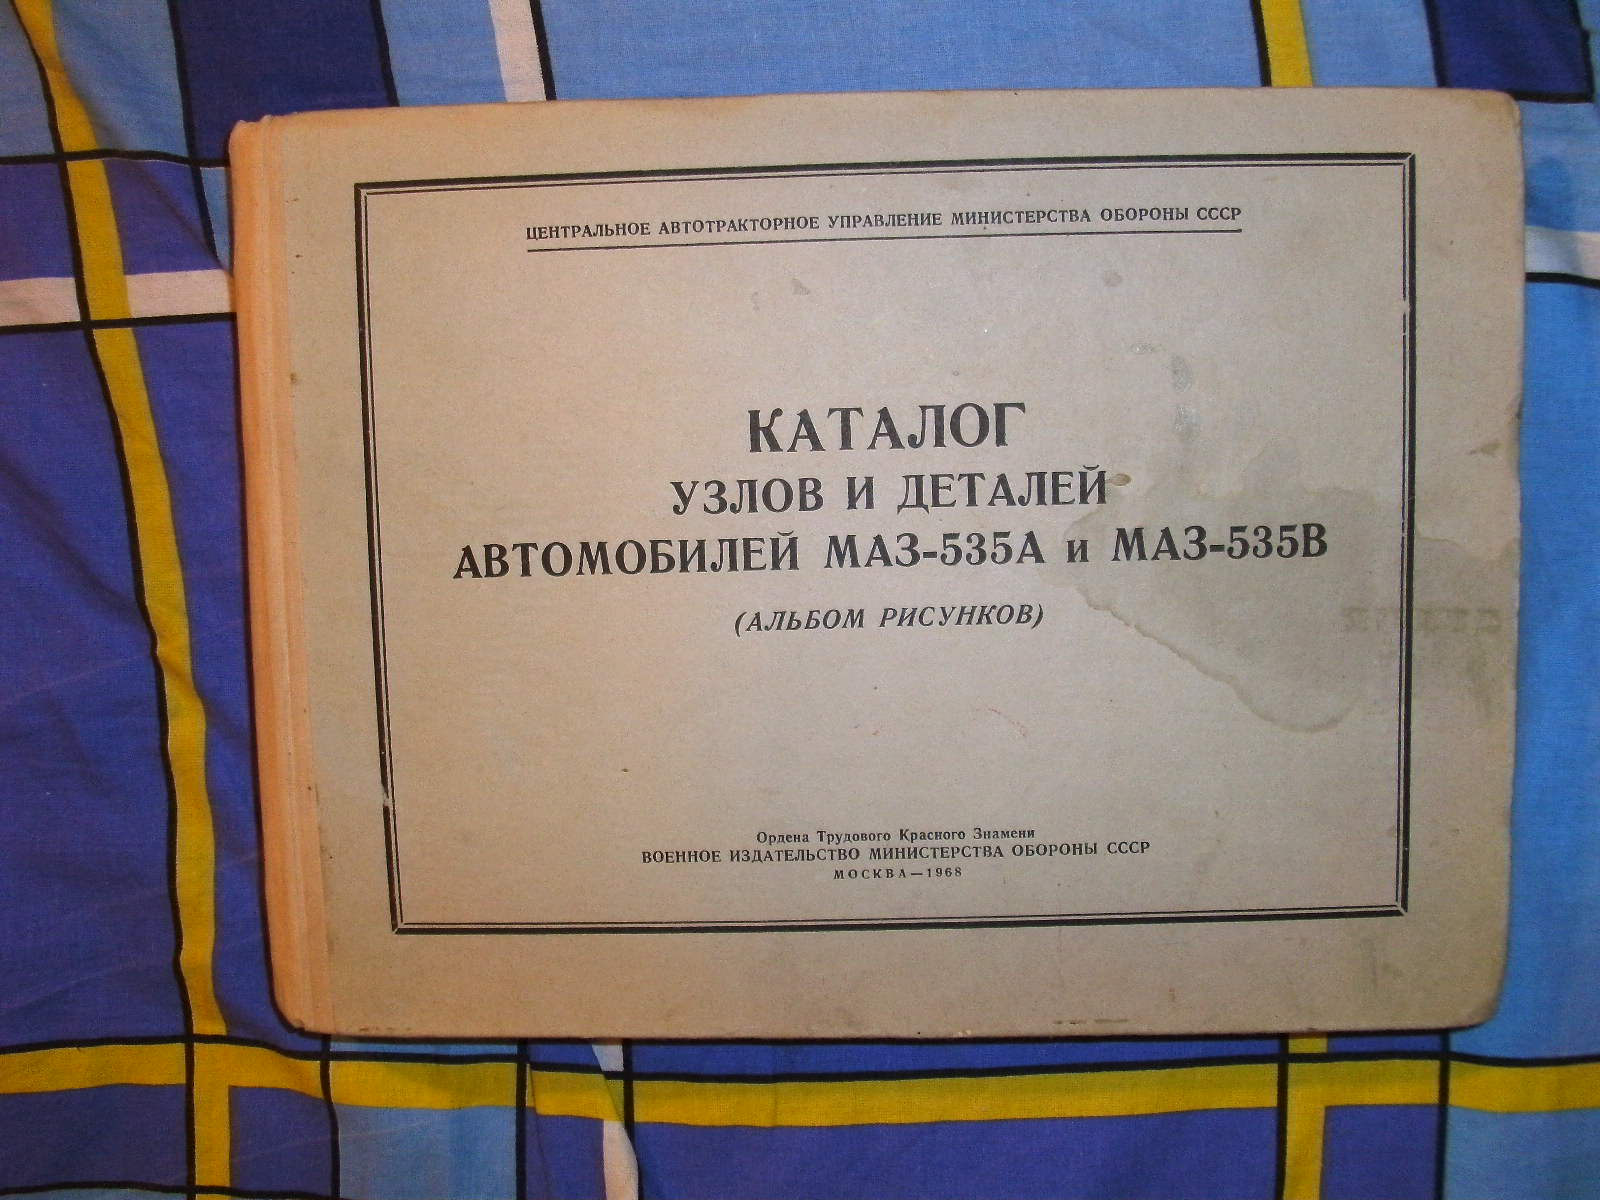 ЦЕНТРАЛЬНОЕ АВТОТРАКТОРНОЕ УПРАВЛЕНИЕ МИНИСТЕРСТВА ОБОРОНЫ СССР
КАТАЛОГ
УЗЛОВ И ДЕТАЛЕЙ
АВТОМОБИЛЕЙ МАЗ-535А и МАЗ-535В
(АЛЬБОМ РИСУНКОВ)
Ордена Трудового Красного Знамени
ВОЕННОЕ ИЗДАТЕЛЬСТВО МИНИСТЕРСТВА ОБОРОНЫ СССР
МОСКВА—1968